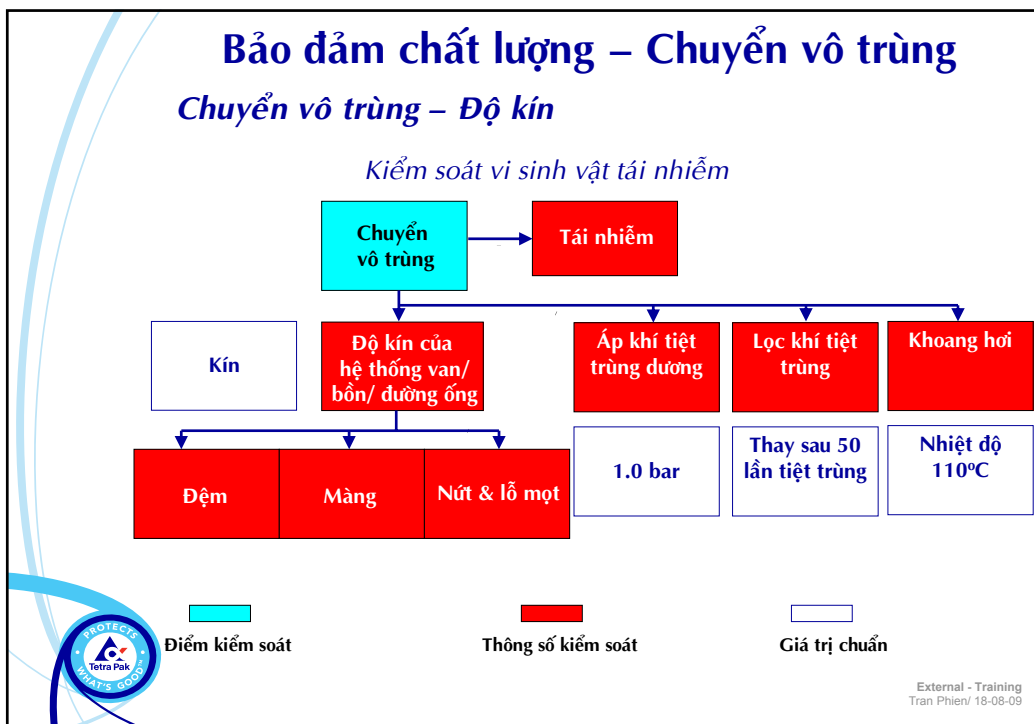 Bảo đảm chất lượng – Chuyển vô trùng
Chuyển vô trùng – Độ kín
Kiểm soát vi sinh vật tái nhiễm
Chuyển
vô trùng
Tái nhiễm
Kín
Độ kín của
hệ thống van/
bồn/ đường ống
Áp khí tiệt
trùng dương
Lọc khí tiệt
trùng
Khoang hơi
1.0 bar
Thay sau 50
lần tiệt trùng
Nhiệt độ
110ºC
Đệm
Màng
Nứt & lỗ mọt
Điểm kiểm soát
Thông số kiểm soát
Giá trị chuẩn
PROTECTS
Tetra Pak
WHAT'S GOOD™
External - Training
Tran Phien/ 18-08-09